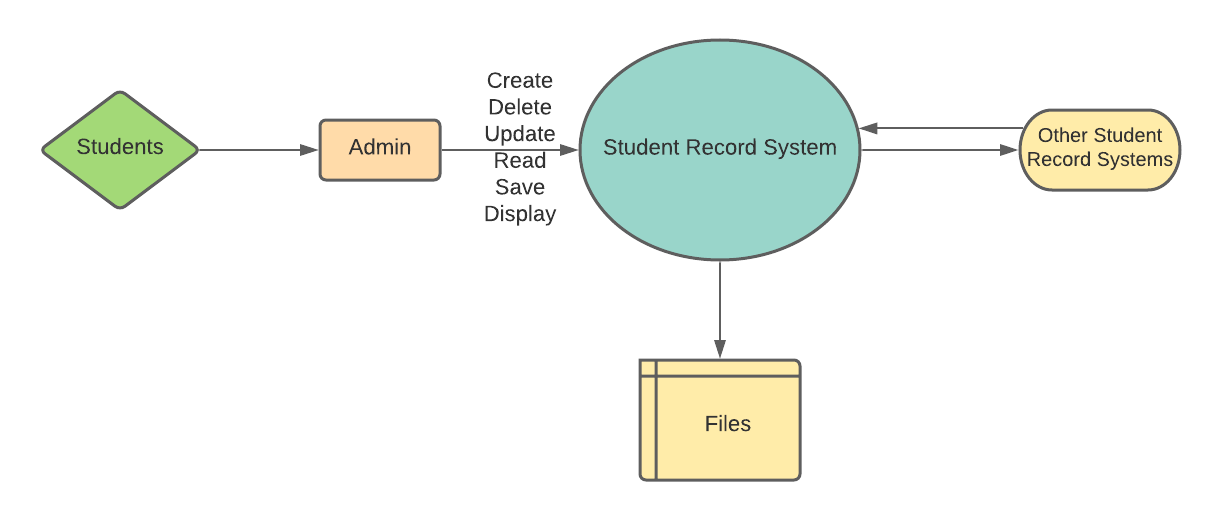 Students
Admin
Create
Delete
Update
Read
Save
Display
Student Record System
Other Student
Record Systems
Files